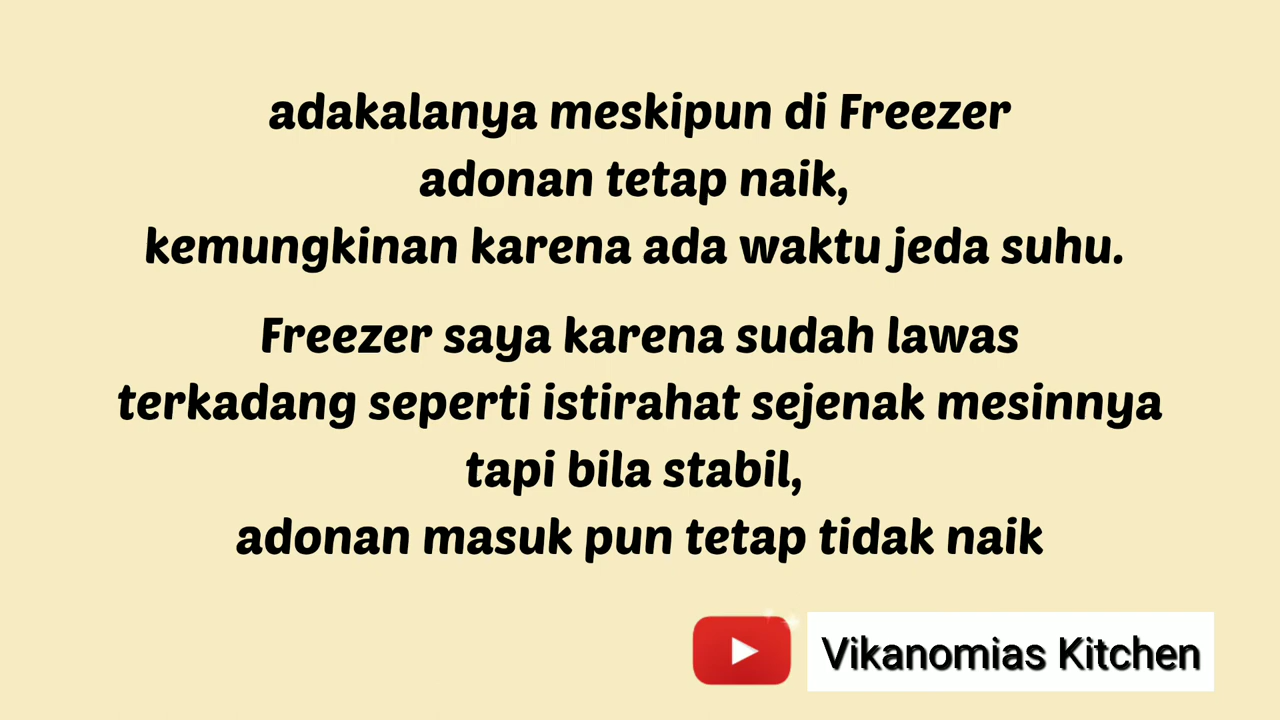 adakalanya meskipun di Freezer
adonan tetap naik,
kemungkinan karena ada waktu jeda suhu.
Freezer saya karena sudah lawas
terkadang seperti istirahat sejenak mesinnya
tapi bila stabil,
adonan masuk pun tetap tidak naik
Vikanomias Kitchen